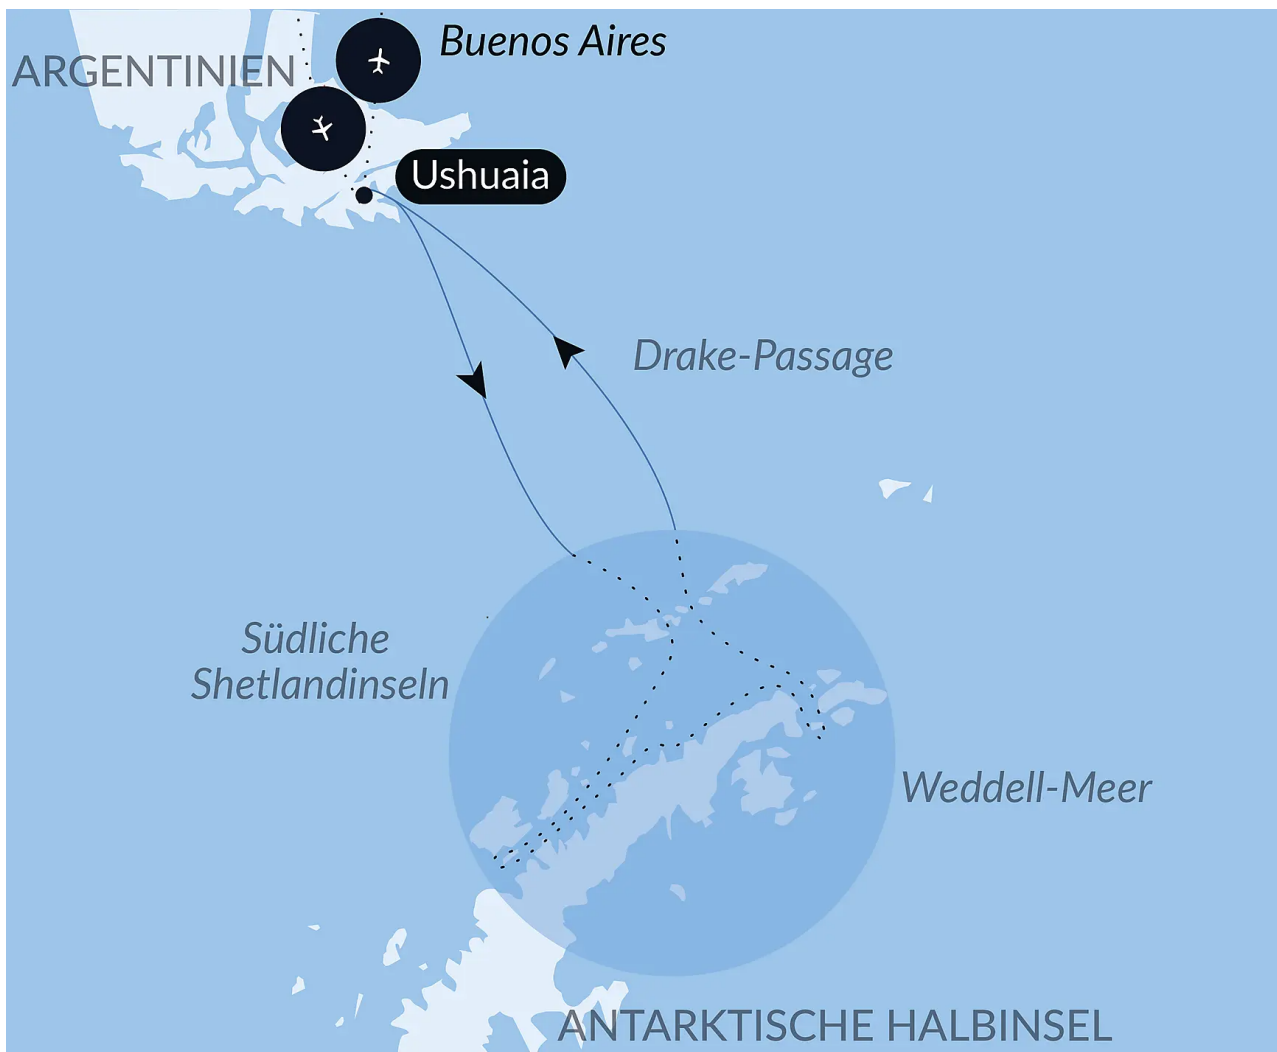 Buenos Aires
ARGENTINIEN
Ushuaia
Drake-Passage
Südliche
Shetlandinseln
Weddell-Meer
ANTARKTISCHE HALBINSEL